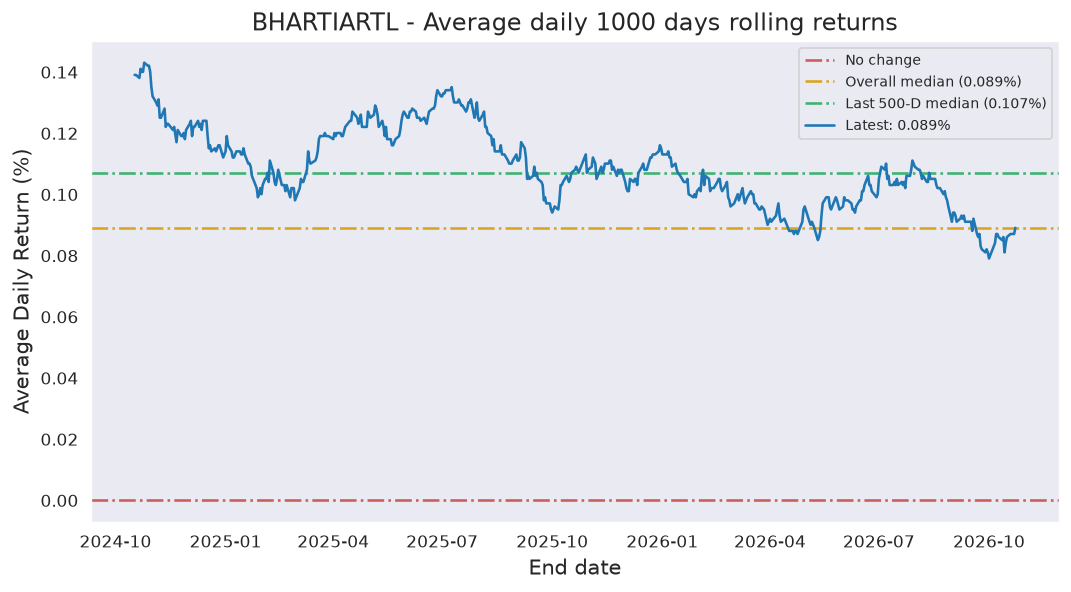 BHARTIARTL - Average daily 1000 days rolling returns
No change
Overall median (0.089%)
Last 500-D median (0.107%)
Latest: 0.089%
Average Daily Return (%)
0.14
0.12
0.10
0.08
0.06
0.04
0.02
0.00
2024-10 2025-01 2025-04 2025-07 2025-10 2026-01 2026-04 2026-07 2026-10
End date